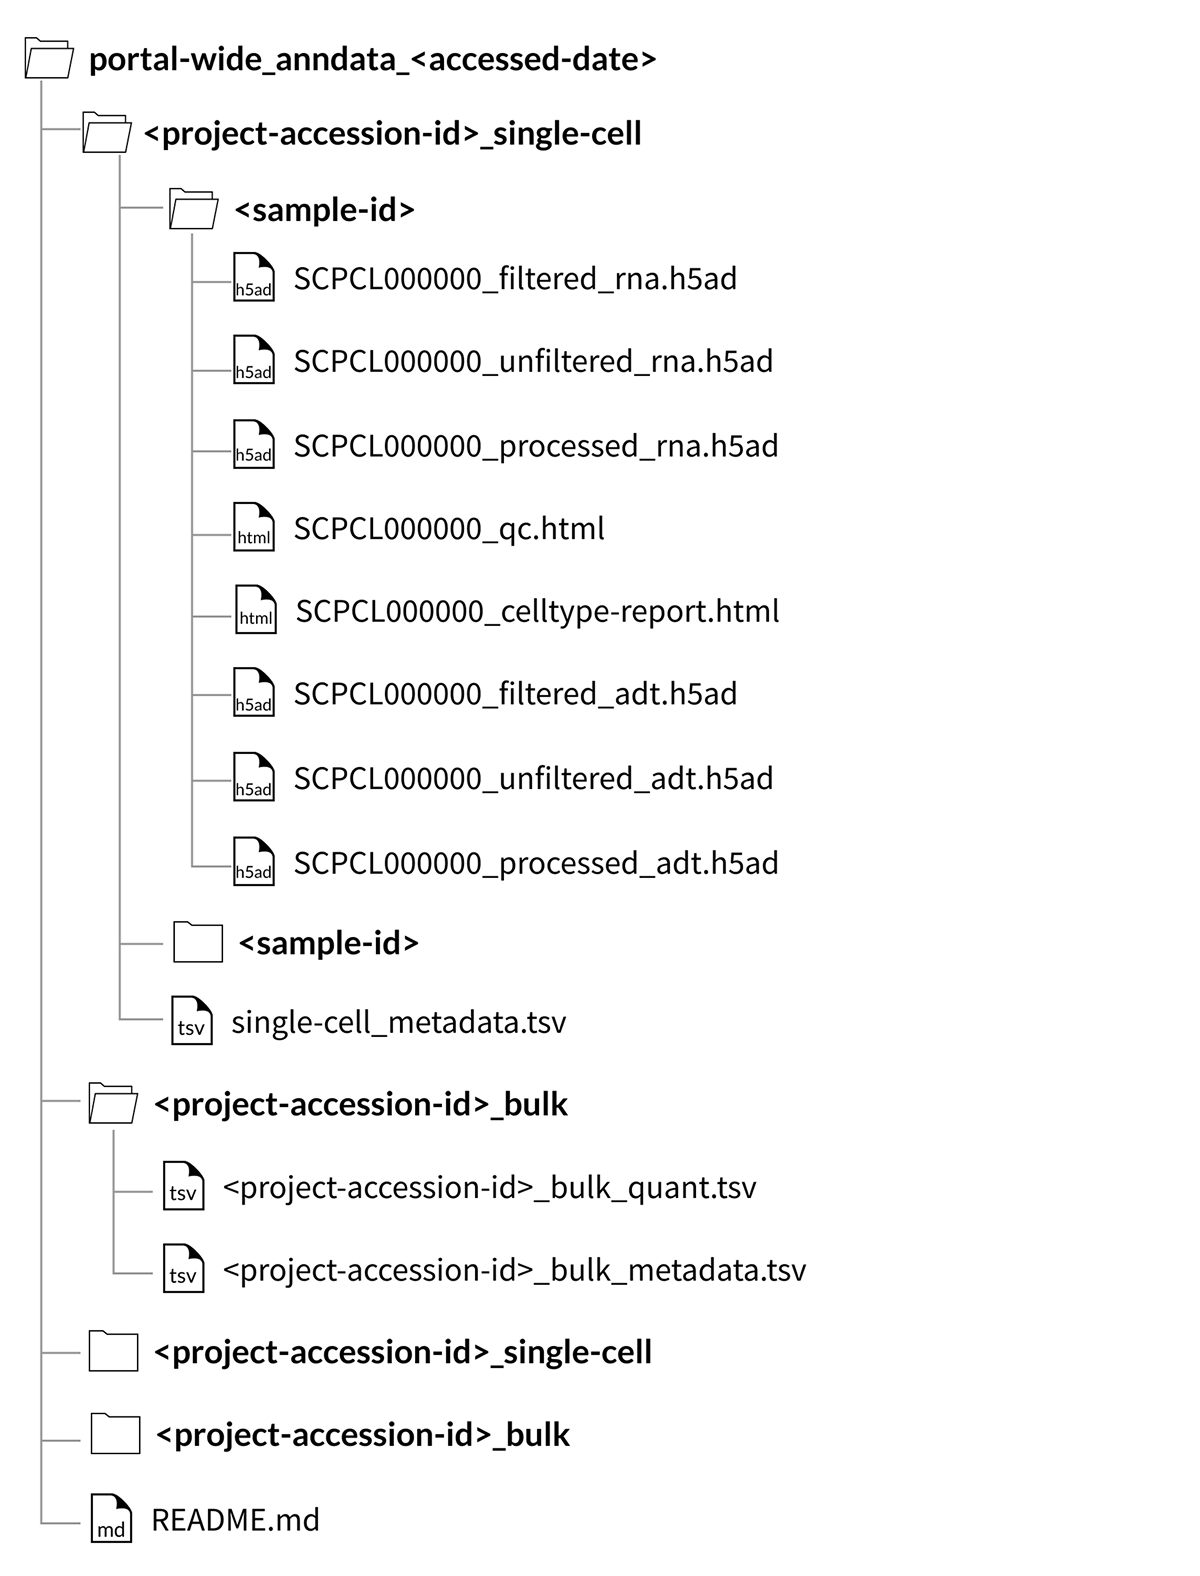 portal-wide_anndata_<accessed-date>
<project-accession-id>_single-cell
<sample-id>
h5ad SCPCL000000_filtered_rna.h5ad
h5ad SCPCL000000_unfiltered_rna.h5ad
h5ad SCPCL000000_processed_rna.h5ad
html SCPCL000000_qc.html
html SCPCL000000_celltype-report.html
h5ad SCPCL000000_filtered_adt.h5ad
h5ad SCPCL000000_unfiltered_adt.h5ad
h5ad SCPCL000000_processed_adt.h5ad
<sample-id>
tsv single-cell_metadata.tsv
<project-accession-id>_bulk
tsv <project-accession-id>_bulk_quant.tsv
tsv <project-accession-id>_bulk_metadata.tsv
<project-accession-id>_single-cell
<project-accession-id>_bulk
md README.md